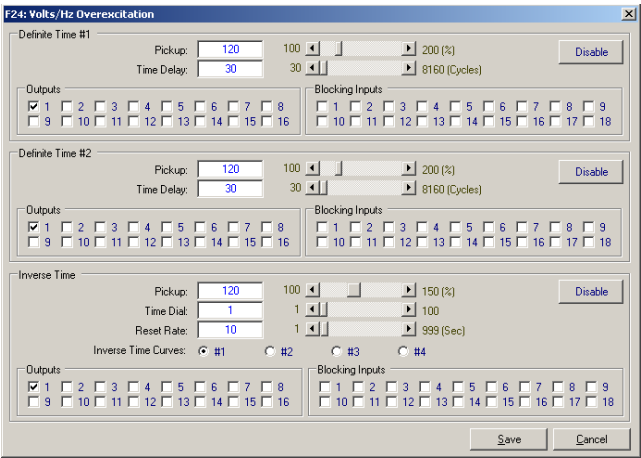 F24: Volts/Hz Overexcitation
Definite Time #1
Pickup: 120 100 200 (%) Disable
Time Delay: 30 30 8160 (Cycles)
Outputs Blocking Inputs
1 2 3 4 5 6 7 8 1 2 3 4 5 6 7 8 9
9 10 11 12 13 14 15 16 10 11 12 13 14 15 16 17 18
Definite Time #2
Pickup: 120 100 200 (%) Disable
Time Delay: 30 30 8160 (Cycles)
Outputs Blocking Inputs
1 2 3 4 5 6 7 8 1 2 3 4 5 6 7 8 9
9 10 11 12 13 14 15 16 10 11 12 13 14 15 16 17 18
Inverse Time
Pickup: 120 100 150 (%) Disable
Time Dial: 1 1 100
Reset Rate: 10 1 999 (Sec)
Inverse Time Curves: #1 #2 #3 #4
Outputs Blocking Inputs
1 2 3 4 5 6 7 8 1 2 3 4 5 6 7 8 9
9 10 11 12 13 14 15 16 10 11 12 13 14 15 16 17 18
Save Cancel